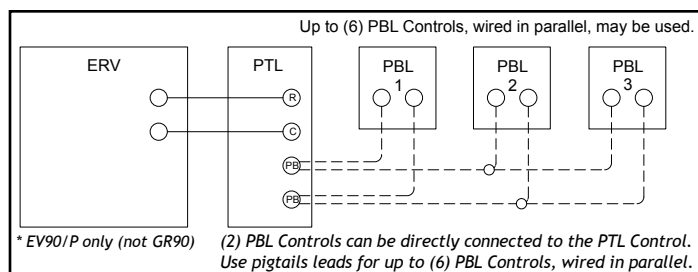 Up to (6) PBL Controls, wired in parallel, may be used.
ERV
PTL
PBL
1
PBL
2
PBL
3
R
C
PB
PB
* EV90/P only (not GR90)
(2) PBL Controls can be directly connected to the PTL Control.
Use pigtails leads for up to (6) PBL Controls, wired in parallel.